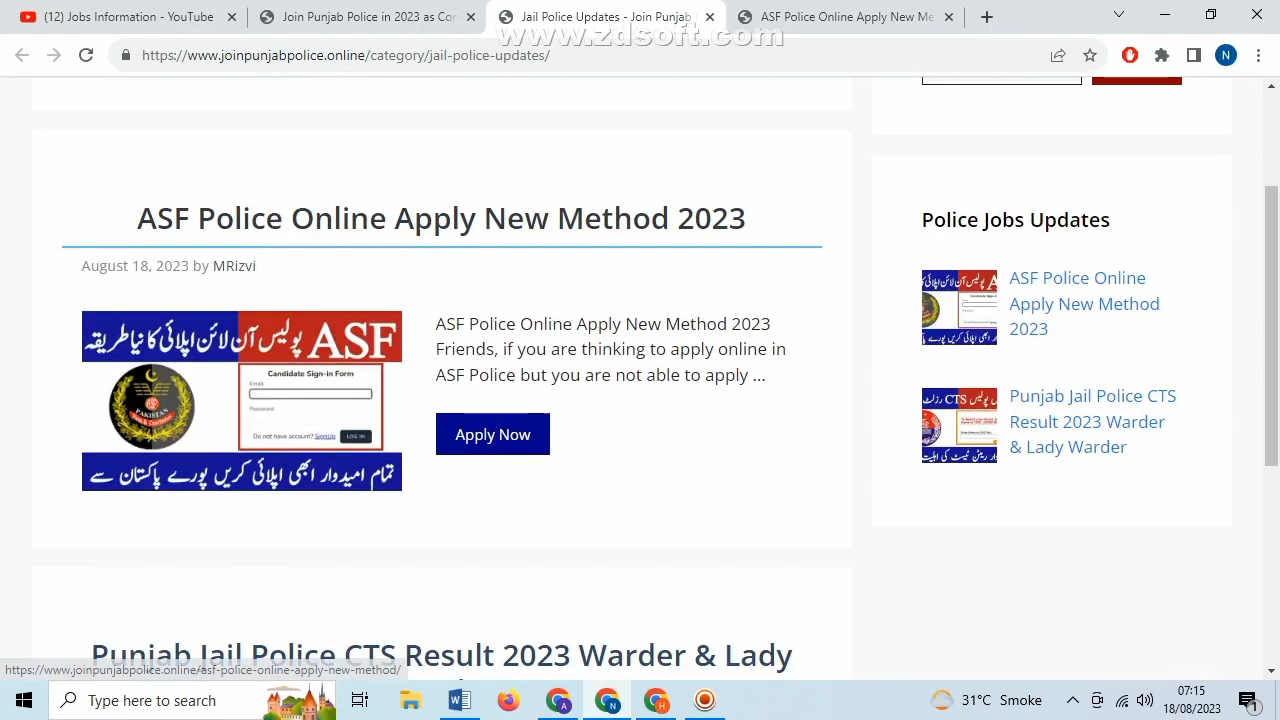 (12) Jobs Information - YouTube
Join Punjab Police in 2023 as Con
Jail Police Updates - Join Punjab
ASF Police Online Apply New Me
www.zdsoft.com
https://www.joinpunjabpolice.online/category/jail-police-updates/
N
ASF Police Online Apply New Method 2023
August 18, 2023 by MRizvi
ASF پولیس آن لائن اپلائی کا نیا طریقہ
Candidate Sign-in Form
Email
Password
Do not have account? SignUp LOG IN
PAKISTAN
تمام امیدوار ابھی اپلائی کریں پورے پاکستان سے
ASF Police Online Apply New Method 2023
Friends, if you are thinking to apply online in
ASF Police but you are not able to apply ...
Apply Now
Police Jobs Updates
ASF Police Online
Apply New Method
2023
Punjab Jail Police CTS
Result 2023 Warder
& Lady Warder
Punjab Jail Police CTS Result 2023 Warder & Lady
https://www.joinpunjabpolice.online/asf-police-online-apply-new-method/
Type here to search
A
N
H
31°C Smoke
07:15
18/08/2023
1